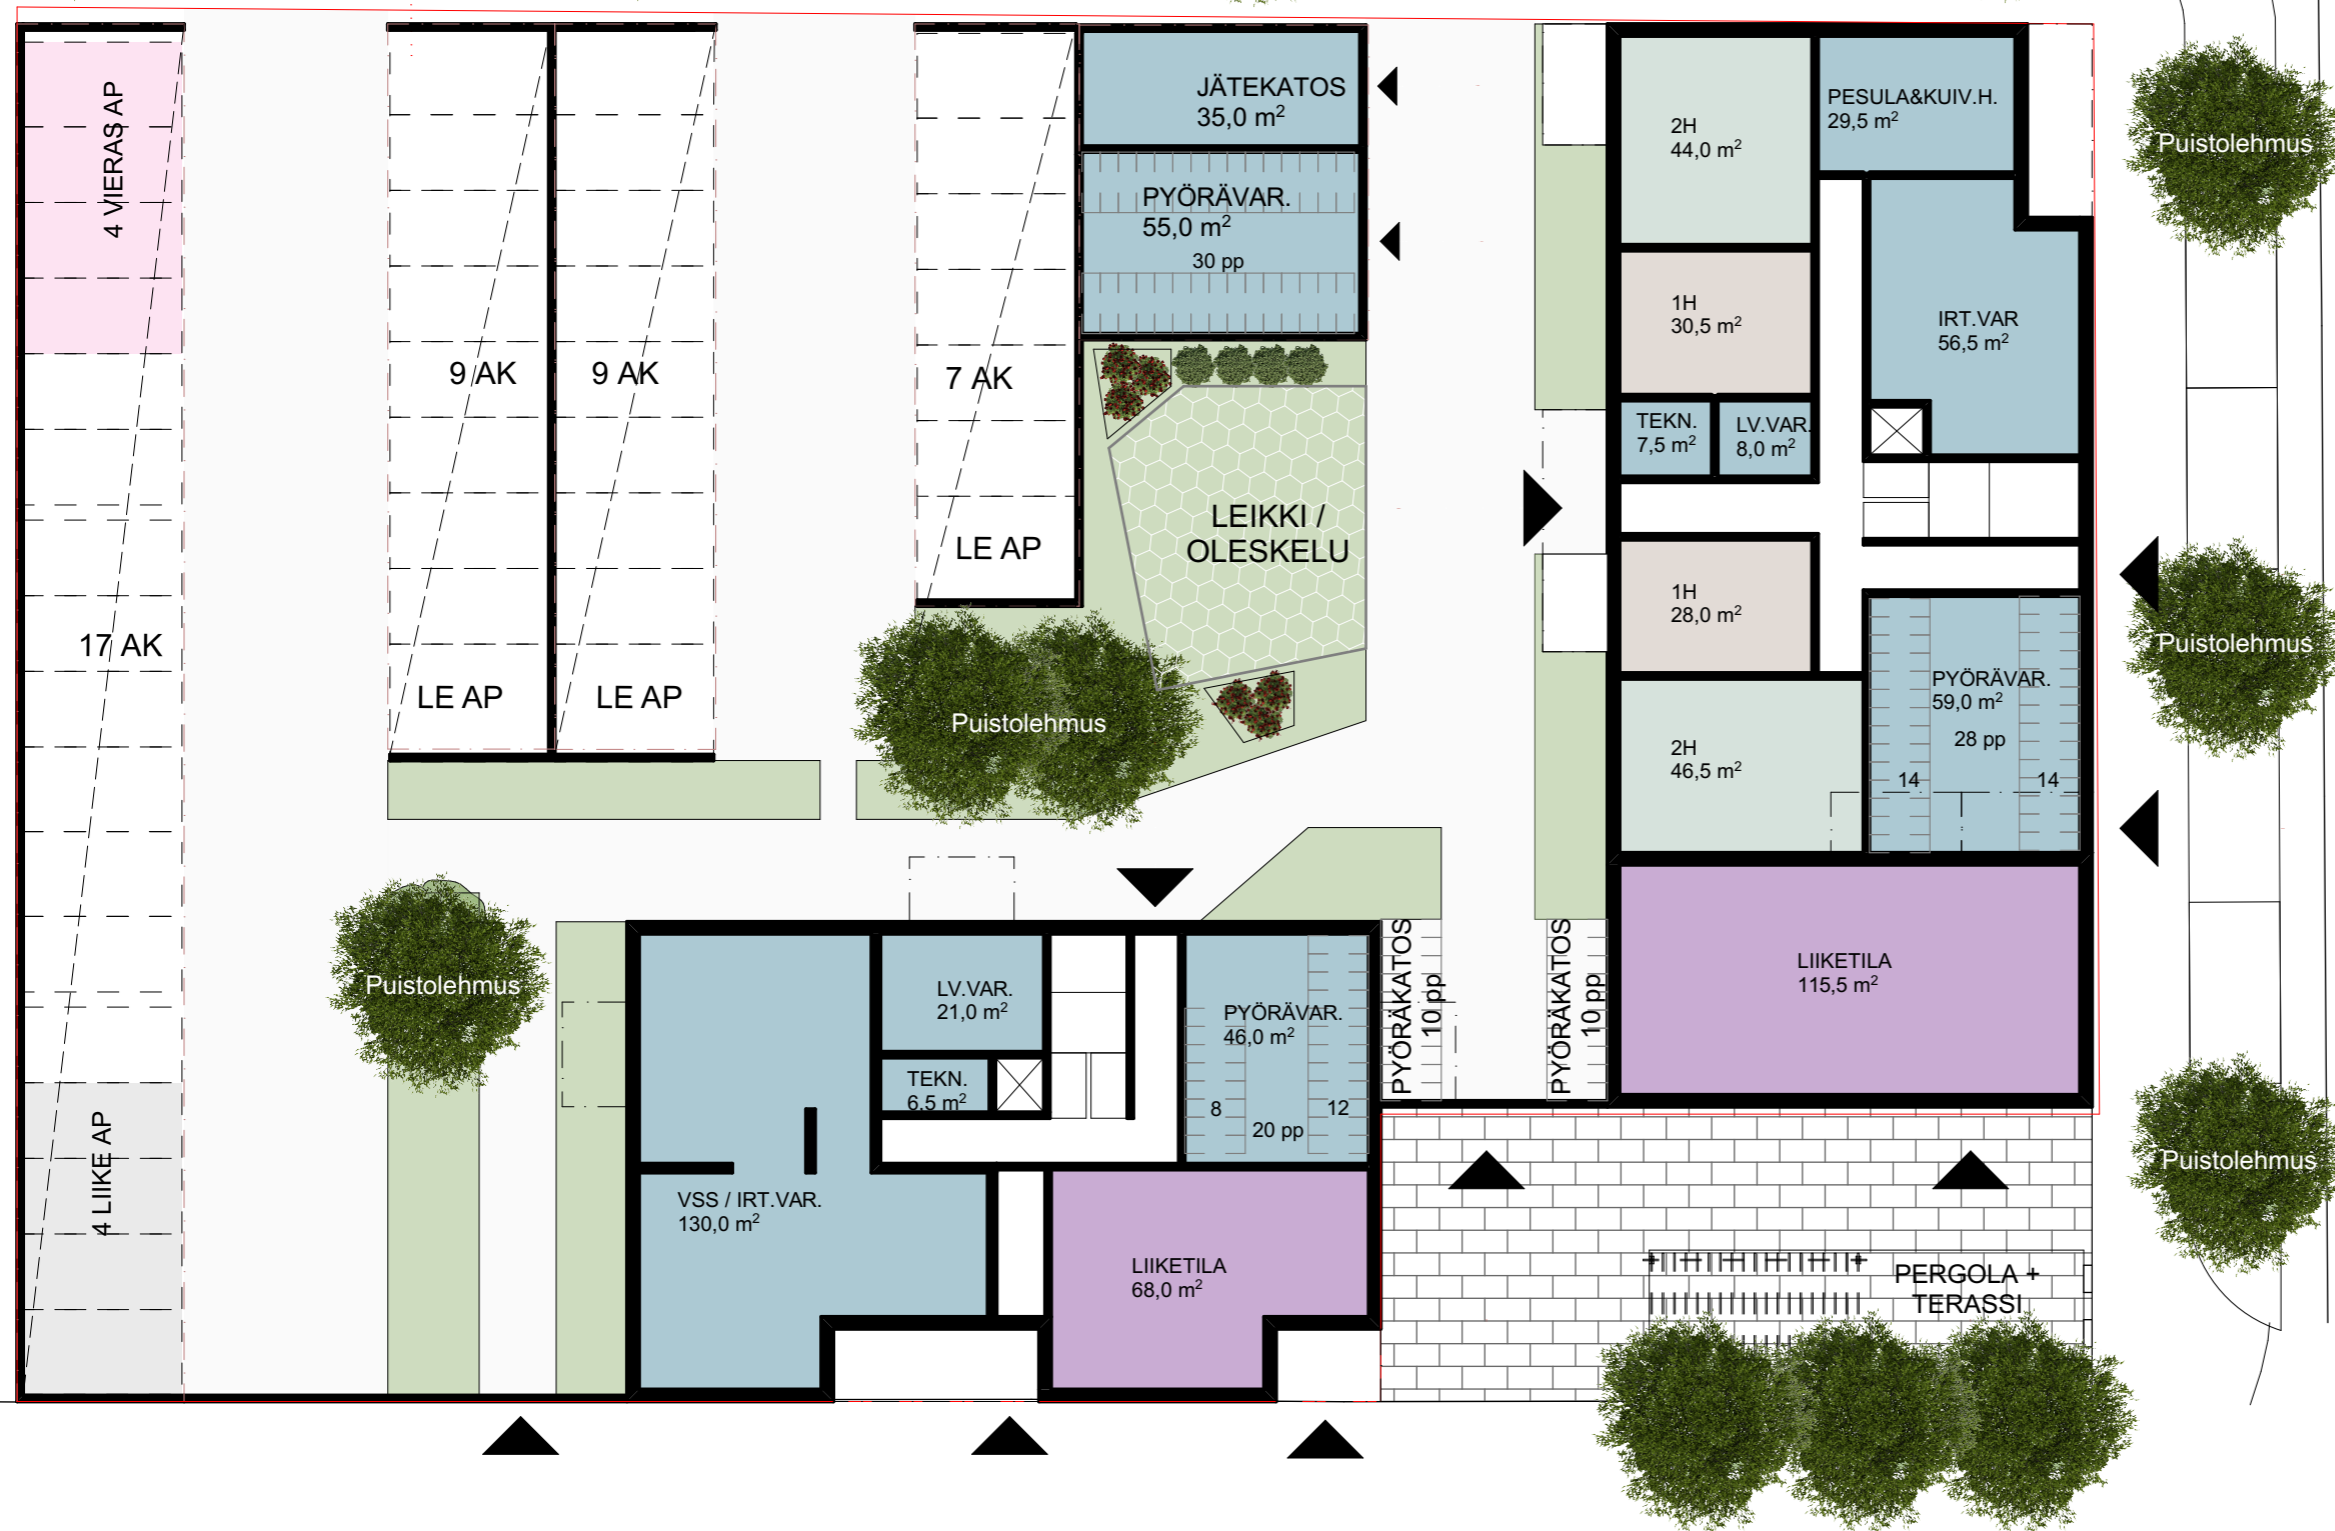 4 VIERAS AP
17 AK
4 LIIKE AP
9 AK
LE AP
9 AK
LE AP
7 AK
LE AP
JÄTEKATOS
35,0 m²
PYÖRÄVAR.
55,0 m²
30 pp
LEIKKI /
OLESKELU
Puistolehmus
Puistolehmus
2H
44,0 m²
PESULA&KUIV.H.
29,5 m²
1H
30,5 m²
IRT.VAR
56,5 m²
TEKN.
7,5 m²
LV.VAR.
8,0 m²
1H
28,0 m²
2H
46,5 m²
PYÖRÄVAR.
59,0 m²
28 pp
14
14
LIIKETILA
115,5 m²
LV.VAR.
21,0 m²
TEKN.
6,5 m²
PYÖRÄVAR.
46,0 m²
8
12
20 pp
PYÖRÄKATOS
10 pp
PYÖRÄKATOS
10 pp
VSS / IRT.VAR.
130,0 m²
LIIKETILA
68,0 m²
PERGOLA +
TERASSI
Puistolehmus
Puistolehmus
Puistolehmus